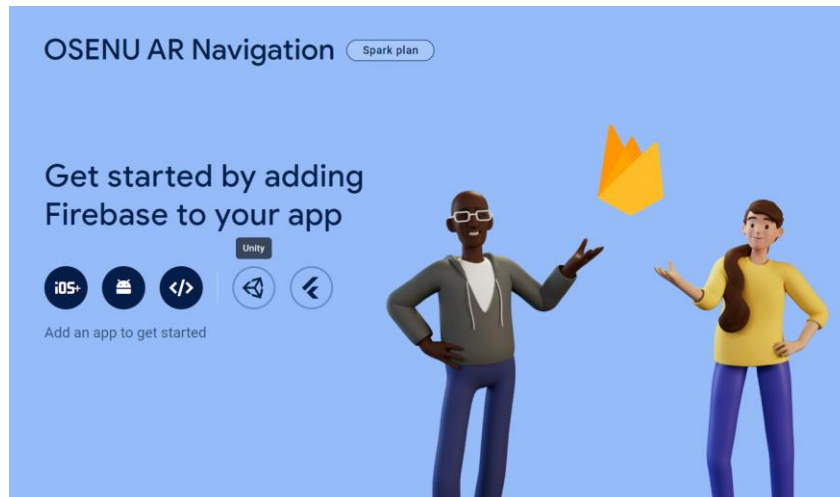 OSENU AR Navigation Spark plan
Get started by adding
Firebase to your app
Unity
iOS+ </>
Add an app to get started